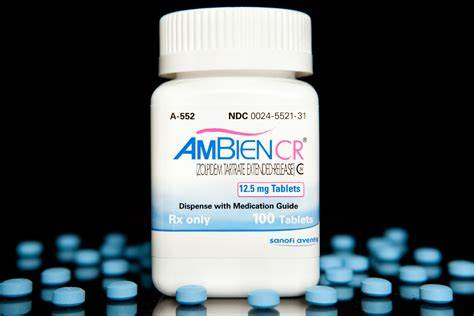 A-552 NDC 0024-5521-31
AMBIEN CR®
(ZOLPIDEM TARTRATE EXTENDED-RELEASE) CIV
12.5 mg Tablets
Dispense with Medication Guide
Rx only 100 Tablets
sanofi aventis